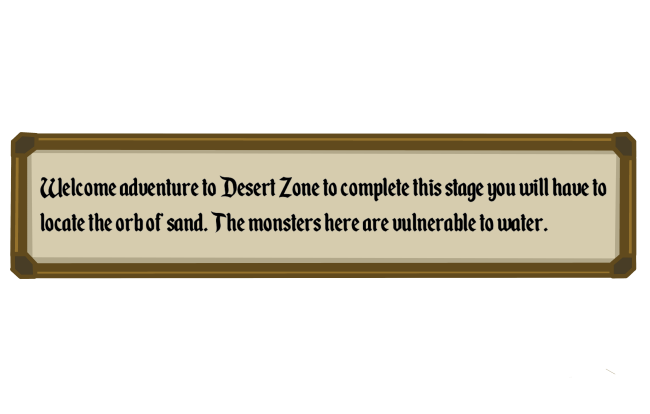 Welcome adventure to Desert Zone to complete this stage you will have to
locate the orb of sand. The monsters here are vulnerable to water.